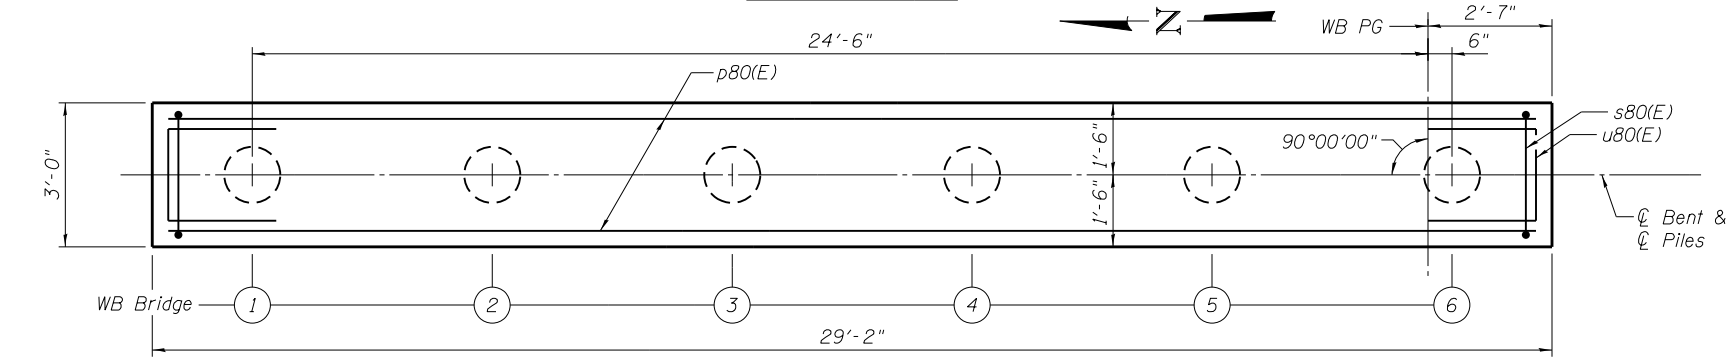 N
WB PG
2'-7"
24'-6"
6"
p80(E)
3'-0"
1'-6"
1'-6"
90°00'00"
s80(E)
u80(E)
℄ Bent &
℄ Piles
WB Bridge
1 2 3 4 5 6
29'-2"